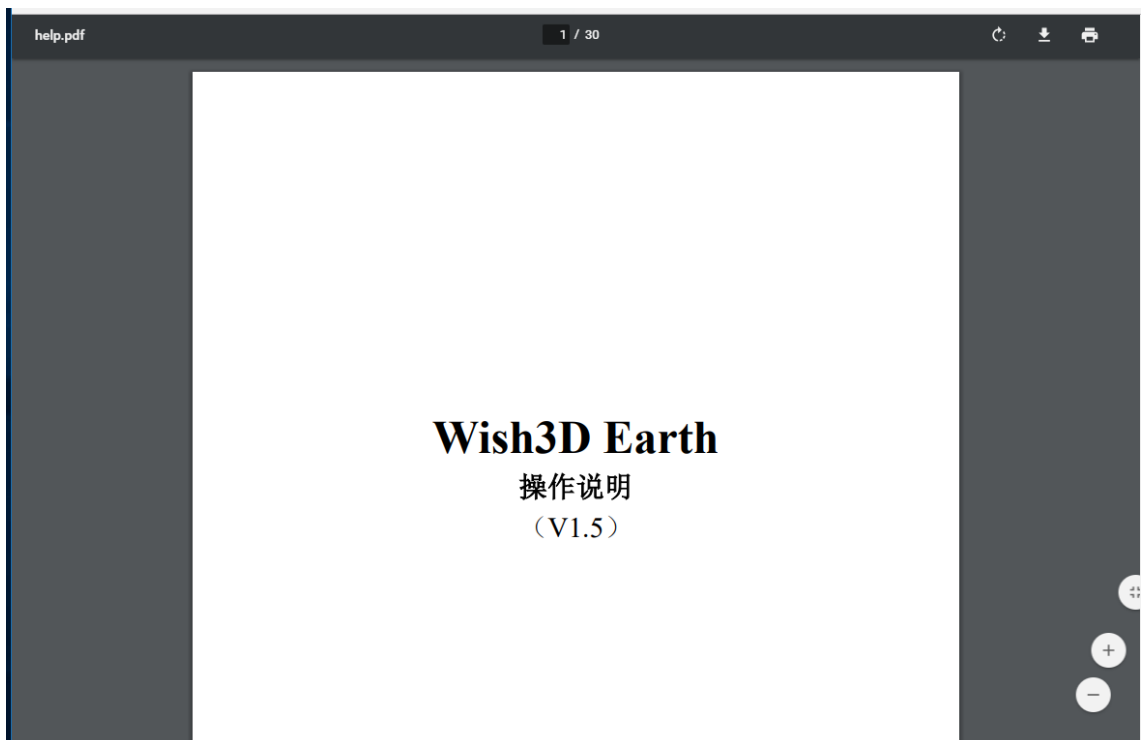 help.pdf
1 / 30
Wish3D Earth
操作说明
（V1.5）